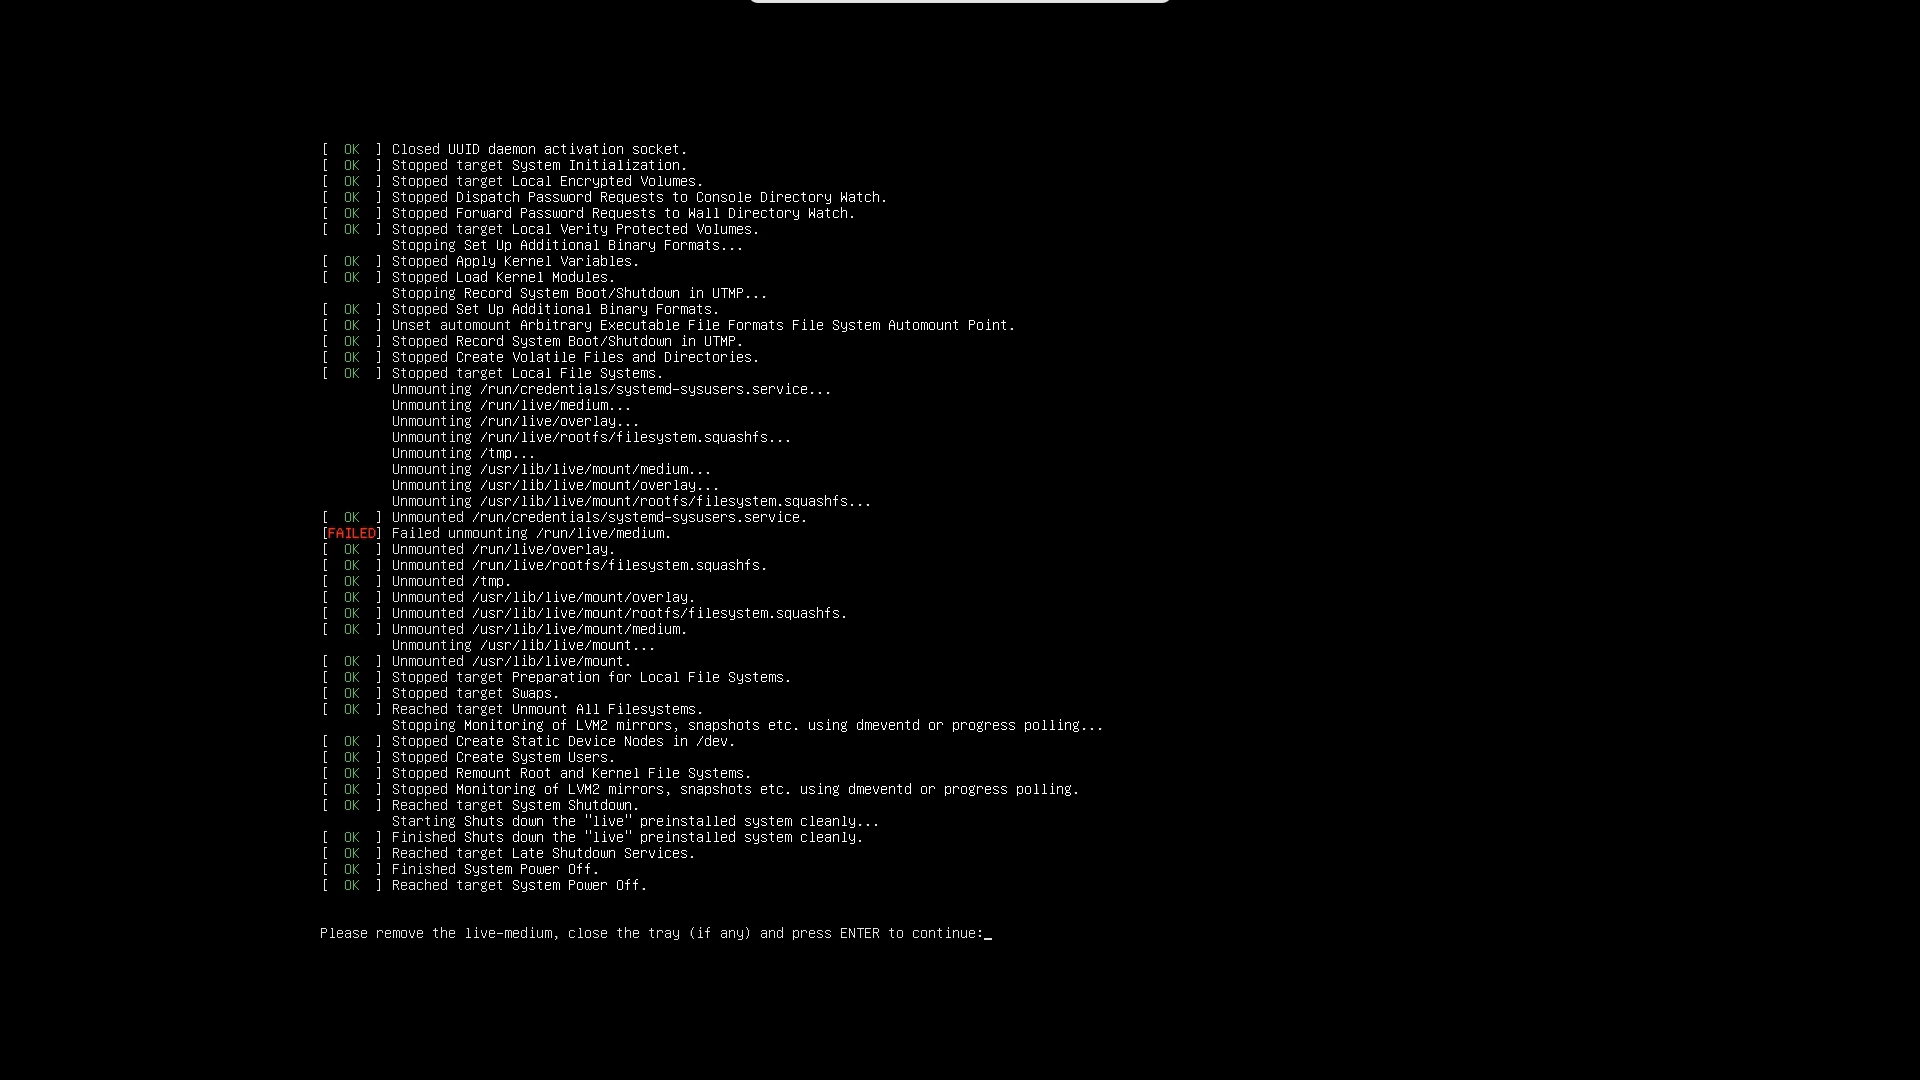 [  OK  ] Closed UUID daemon activation socket.
[  OK  ] Stopped target System Initialization.
[  OK  ] Stopped target Local Encrypted Volumes.
[  OK  ] Stopped Dispatch Password Requests to Console Directory Watch.
[  OK  ] Stopped Forward Password Requests to Wall Directory Watch.
[  OK  ] Stopped target Local Verity Protected Volumes.
         Stopping Set Up Additional Binary Formats...
[  OK  ] Stopped Apply Kernel Variables.
[  OK  ] Stopped Load Kernel Modules.
         Stopping Record System Boot/Shutdown in UTMP...
[  OK  ] Stopped Set Up Additional Binary Formats.
[  OK  ] Unset automount Arbitrary Executable File Formats File System Automount Point.
[  OK  ] Stopped Record System Boot/Shutdown in UTMP.
[  OK  ] Stopped Create Volatile Files and Directories.
[  OK  ] Stopped target Local File Systems.
         Unmounting /run/credentials/systemd-sysusers.service...
         Unmounting /run/live/medium...
         Unmounting /run/live/overlay...
         Unmounting /run/live/rootfs/filesystem.squashfs...
         Unmounting /tmp...
         Unmounting /usr/lib/live/mount/medium...
         Unmounting /usr/lib/live/mount/overlay...
         Unmounting /usr/lib/live/mount/rootfs/filesystem.squashfs...
[  OK  ] Unmounted /run/credentials/systemd-sysusers.service.
[FAILED] Failed unmounting /run/live/medium.
[  OK  ] Unmounted /run/live/overlay.
[  OK  ] Unmounted /run/live/rootfs/filesystem.squashfs.
[  OK  ] Unmounted /tmp.
[  OK  ] Unmounted /usr/lib/live/mount/overlay.
[  OK  ] Unmounted /usr/lib/live/mount/rootfs/filesystem.squashfs.
[  OK  ] Unmounted /usr/lib/live/mount/medium.
         Unmounting /usr/lib/live/mount...
[  OK  ] Unmounted /usr/lib/live/mount.
[  OK  ] Stopped target Preparation for Local File Systems.
[  OK  ] Stopped target Swaps.
[  OK  ] Reached target Unmount All Filesystems.
         Stopping Monitoring of LVM2 mirrors, snapshots etc. using dmeventd or progress polling...
[  OK  ] Stopped Create Static Device Nodes in /dev.
[  OK  ] Stopped Create System Users.
[  OK  ] Stopped Remount Root and Kernel File Systems.
[  OK  ] Stopped Monitoring of LVM2 mirrors, snapshots etc. using dmeventd or progress polling.
[  OK  ] Reached target System Shutdown.
         Starting Shuts down the "live" preinstalled system cleanly...
[  OK  ] Finished Shuts down the "live" preinstalled system cleanly.
[  OK  ] Reached target Late Shutdown Services.
[  OK  ] Finished System Power Off.
[  OK  ] Reached target System Power Off.
Please remove the live-medium, close the tray (if any) and press ENTER to continue:_